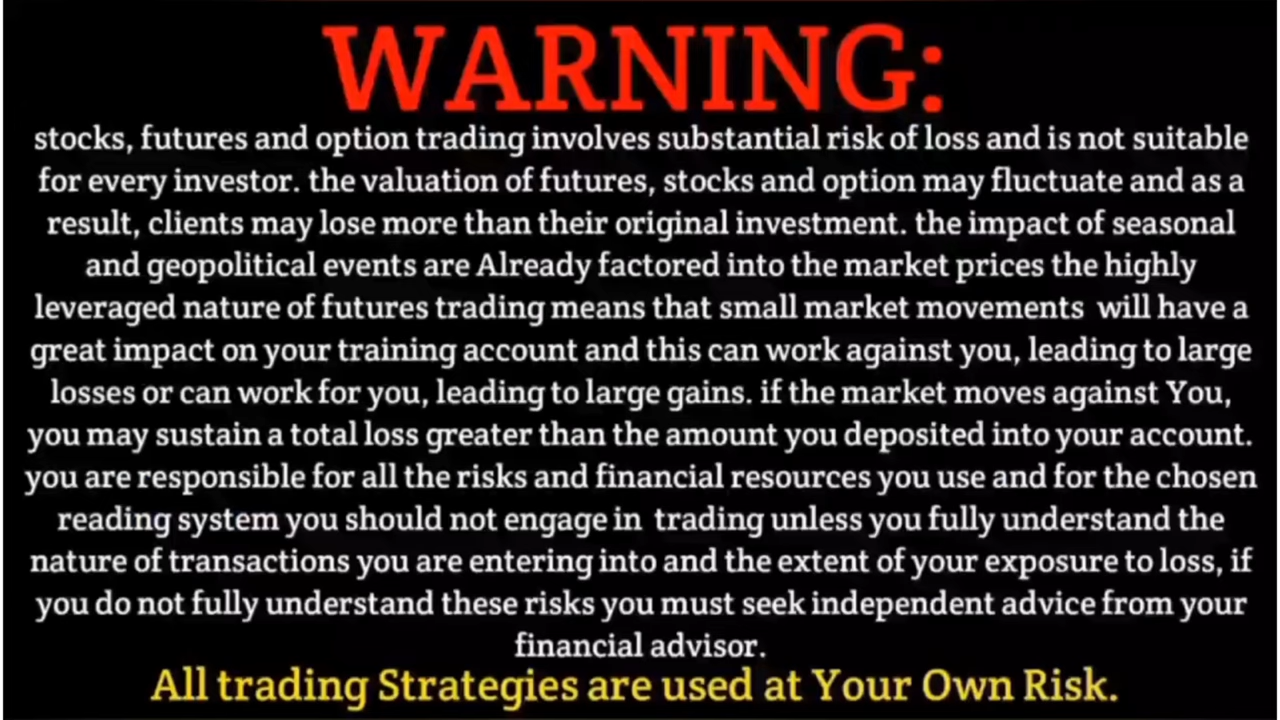 WARNING:
stocks, futures and option trading involves substantial risk of loss and is not suitable
for every investor. the valuation of futures, stocks and option may fluctuate and as a
result, clients may lose more than their original investment. the impact of seasonal
and geopolitical events are Already factored into the market prices the highly
leveraged nature of futures trading means that small market movements will have a
great impact on your training account and this can work against you, leading to large
losses or can work for you, leading to large gains. if the market moves against You,
you may sustain a total loss greater than the amount you deposited into your account.
you are responsible for all the risks and financial resources you use and for the chosen
reading system you should not engage in trading unless you fully understand the
nature of transactions you are entering into and the extent of your exposure to loss, if
you do not fully understand these risks you must seek independent advice from your
financial advisor.
All trading Strategies are used at Your Own Risk.